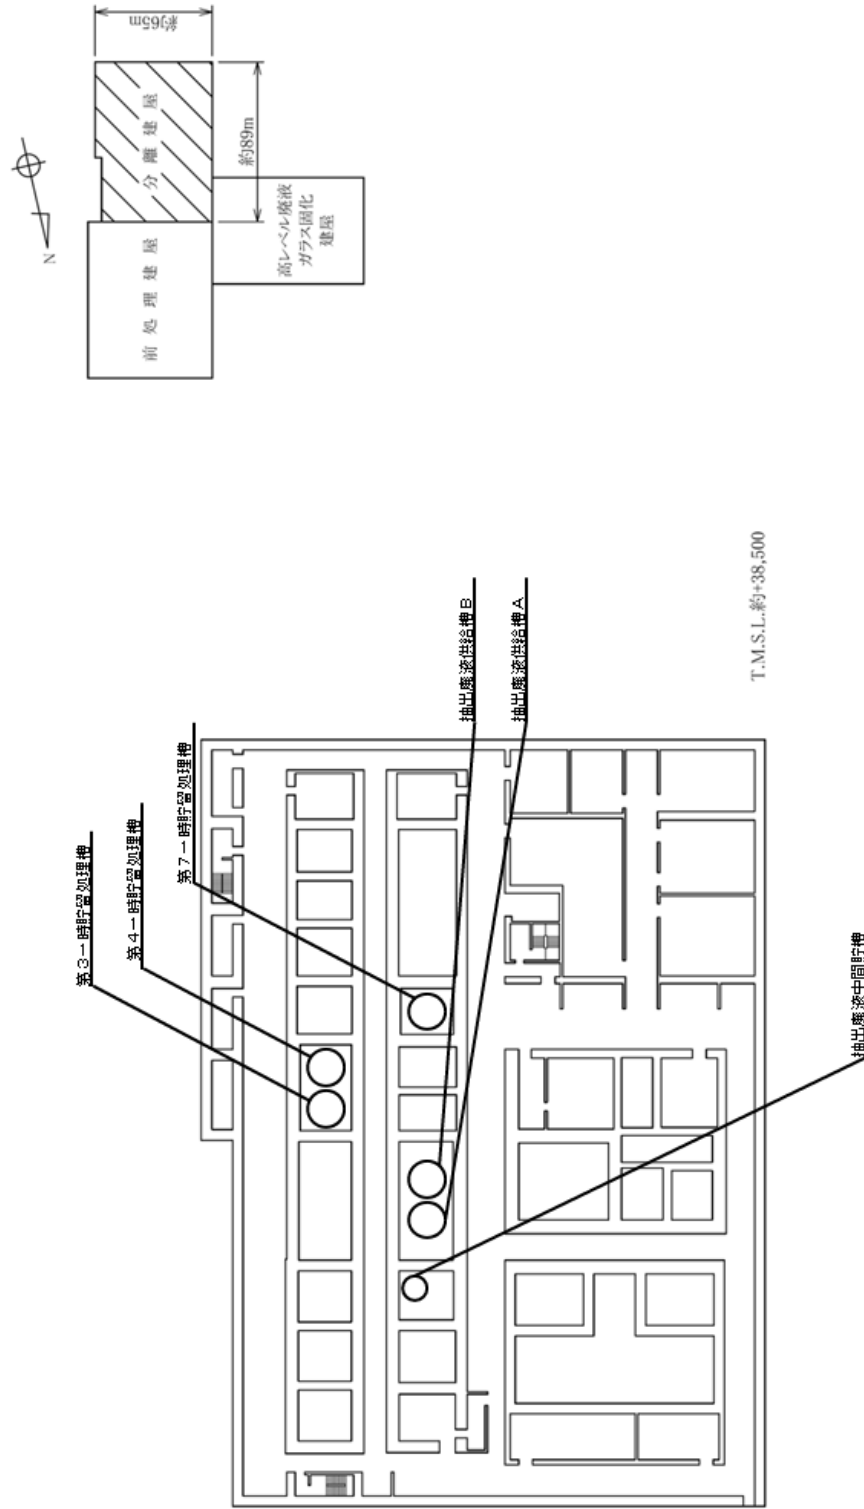 第3一時貯留処理槽
第4一時貯留処理槽
第7一時貯留処理槽
抽出廃液供給槽B
抽出廃液供給槽A
抽出廃液中間貯槽
T.M.S.L.約+38,500
N
前処理建屋
分離建屋
高レベル廃液
ガラス固化
建屋
約89m
約65m